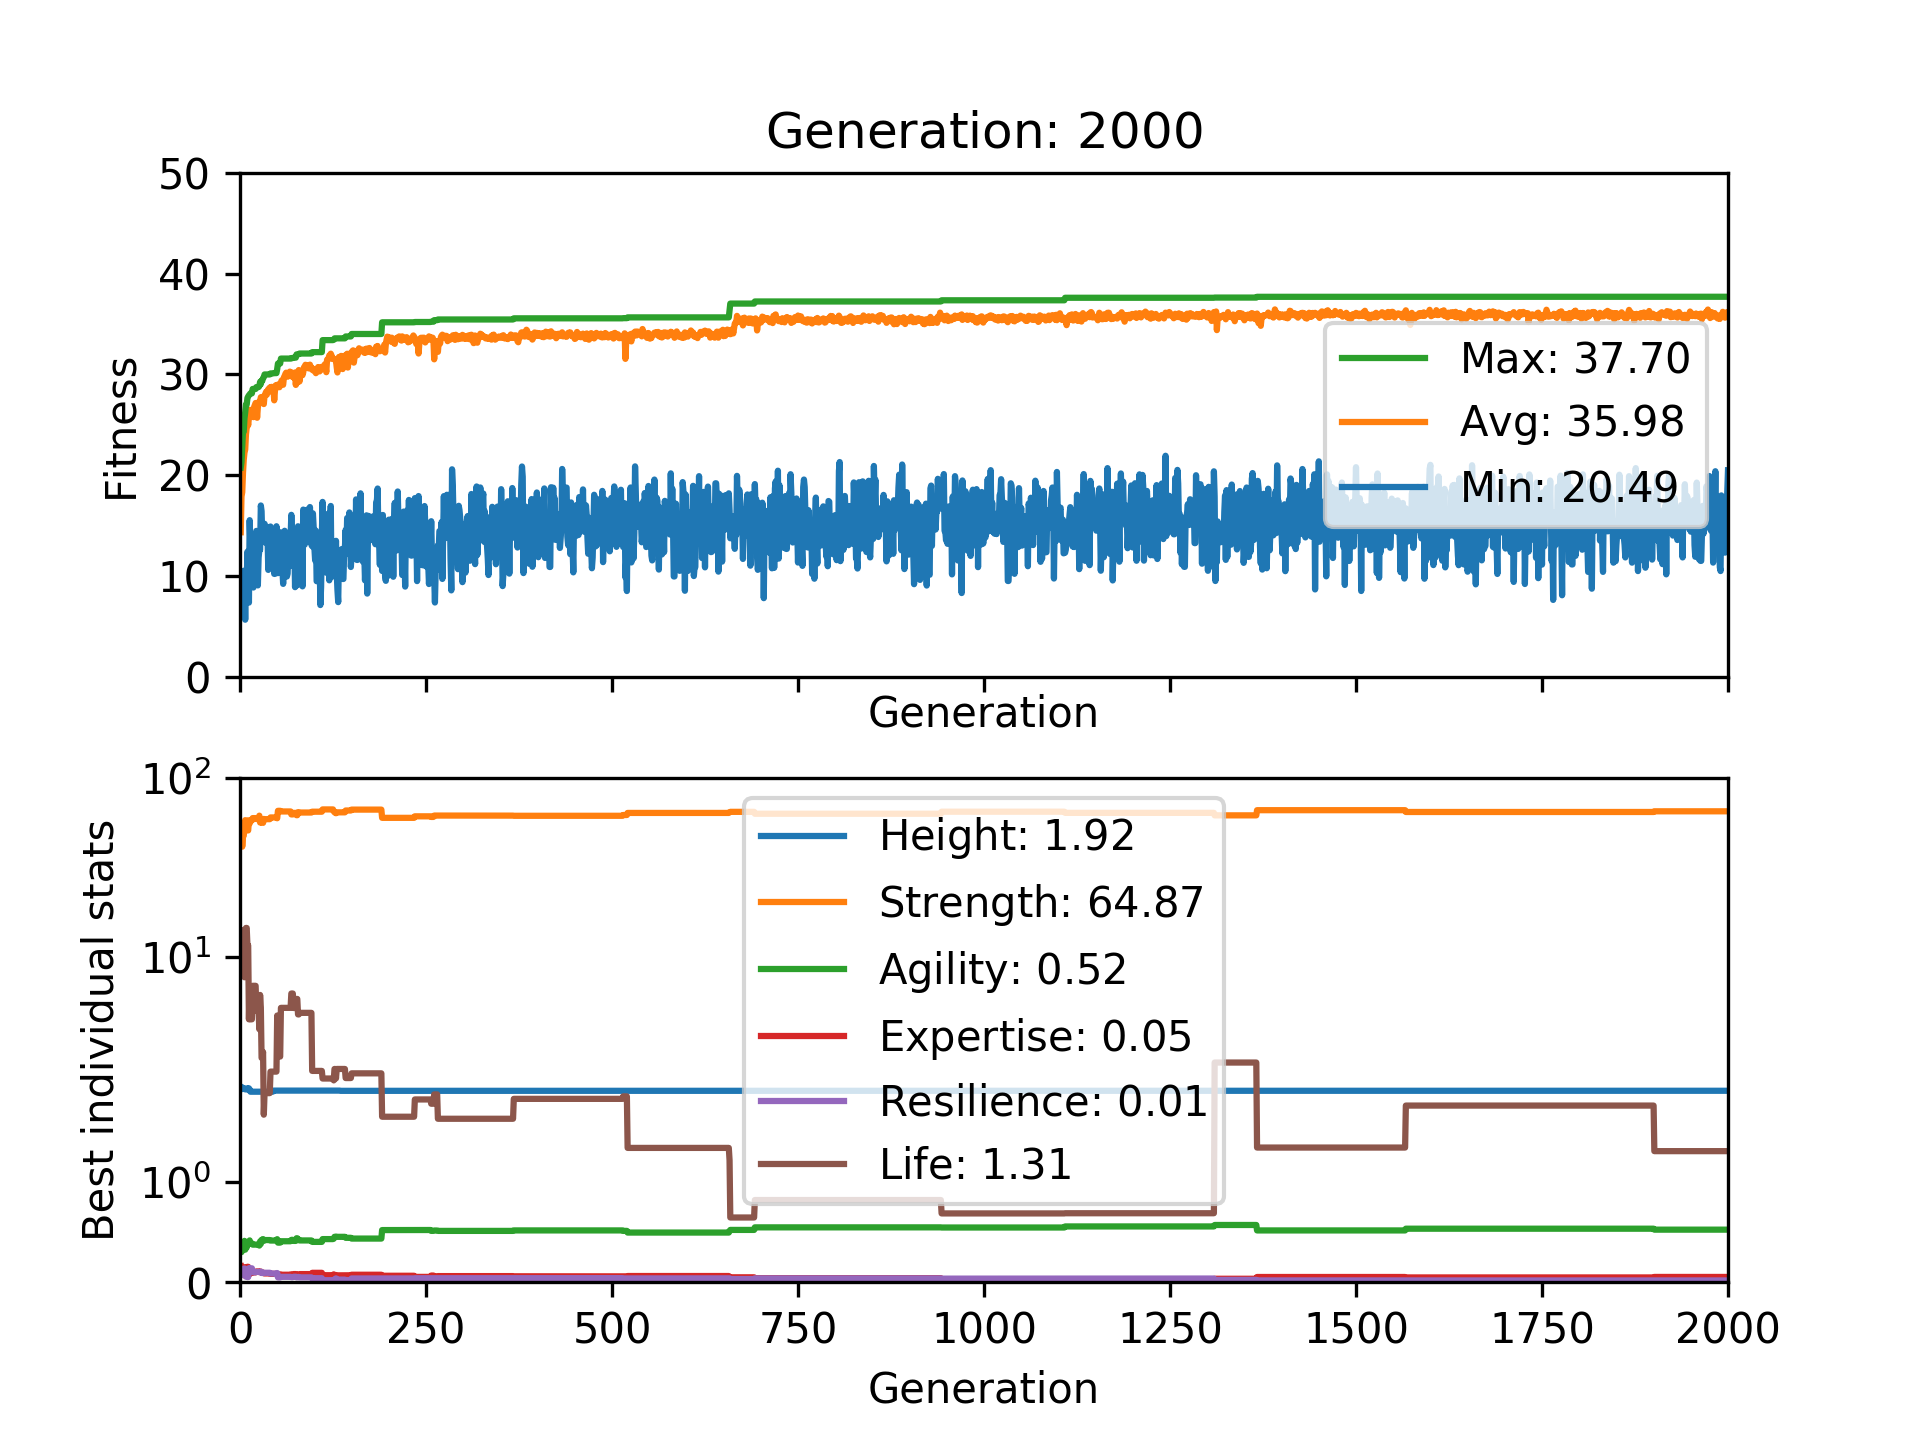 Generation: 2000
50
40
30
20
10
0
Fitness
Max: 37.70
Avg: 35.98
Min: 20.49
Generation
10²
10¹
10⁰
0
Best individual stats
Height: 1.92
Strength: 64.87
Agility: 0.52
Expertise: 0.05
Resilience: 0.01
Life: 1.31
0 250 500 750 1000 1250 1500 1750 2000
Generation